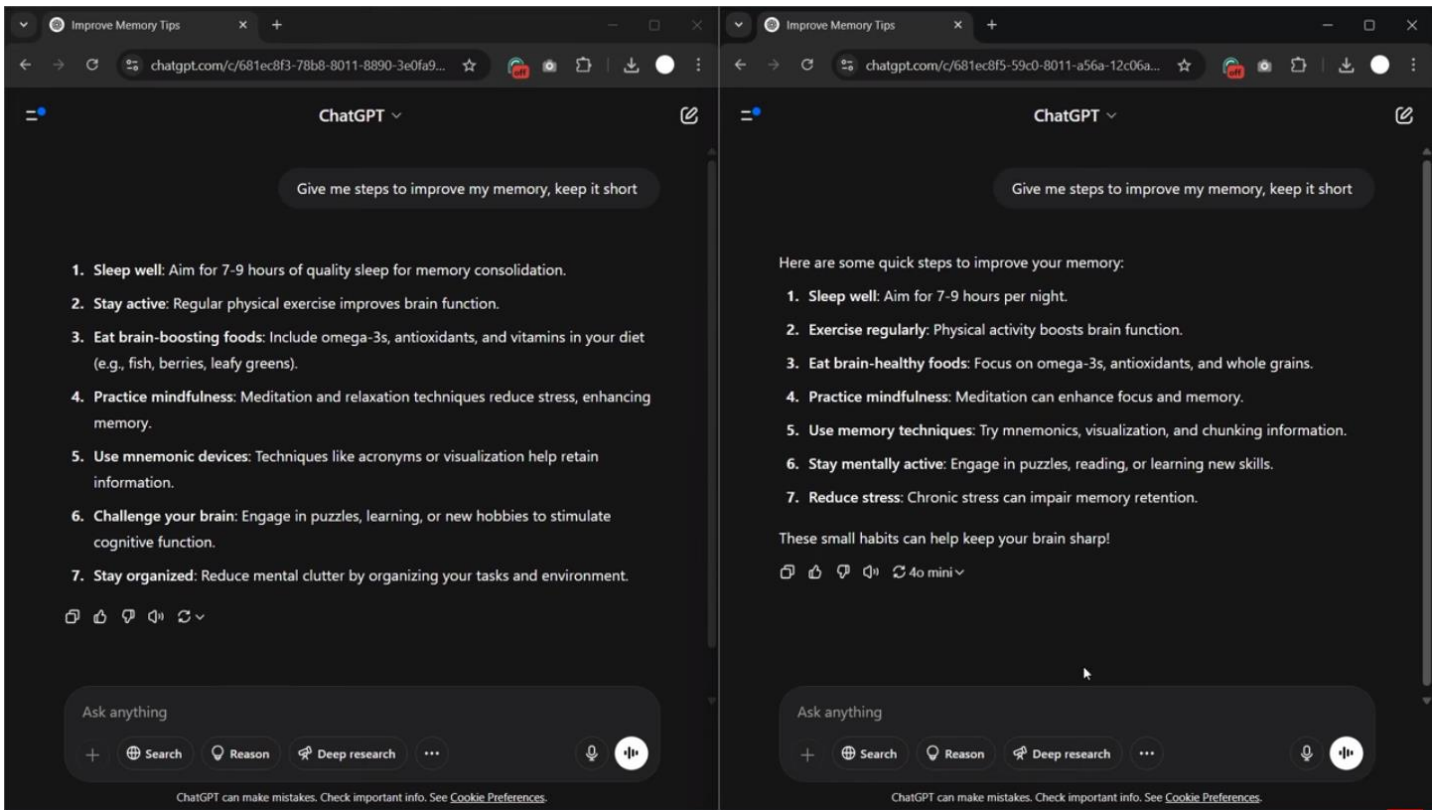 Improve Memory Tips
chatgpt.com/c/681ec8f3-78b8-8011-8890-3e0fa9...
off
ChatGPT
Give me steps to improve my memory, keep it short
1. Sleep well: Aim for 7-9 hours of quality sleep for memory consolidation.
2. Stay active: Regular physical exercise improves brain function.
3. Eat brain-boosting foods: Include omega-3s, antioxidants, and vitamins in your diet
(e.g., fish, berries, leafy greens).
4. Practice mindfulness: Meditation and relaxation techniques reduce stress, enhancing
memory.
5. Use mnemonic devices: Techniques like acronyms or visualization help retain
information.
6. Challenge your brain: Engage in puzzles, learning, or new hobbies to stimulate
cognitive function.
7. Stay organized: Reduce mental clutter by organizing your tasks and environment.
Ask anything
Search
Reason
Deep research
ChatGPT can make mistakes. Check important info. See Cookie Preferences.
Improve Memory Tips
chatgpt.com/c/681ec8f5-59c0-8011-a56a-12c06a...
off
ChatGPT
Give me steps to improve my memory, keep it short
Here are some quick steps to improve your memory:
1. Sleep well: Aim for 7-9 hours per night.
2. Exercise regularly: Physical activity boosts brain function.
3. Eat brain-healthy foods: Focus on omega-3s, antioxidants, and whole grains.
4. Practice mindfulness: Meditation can enhance focus and memory.
5. Use memory techniques: Try mnemonics, visualization, and chunking information.
6. Stay mentally active: Engage in puzzles, reading, or learning new skills.
7. Reduce stress: Chronic stress can impair memory retention.
These small habits can help keep your brain sharp!
4o mini
Ask anything
Search
Reason
Deep research
ChatGPT can make mistakes. Check important info. See Cookie Preferences.